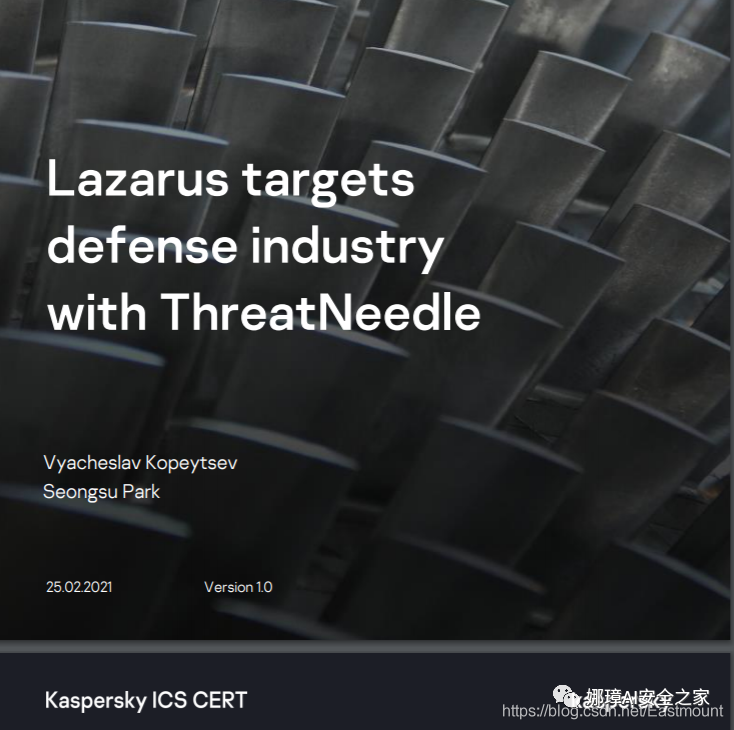 Lazarus targets
defense industry
with ThreatNeedle
Vyacheslav Kopeytsev
Seongsu Park
25.02.2021 Version 1.0
Kaspersky ICS CERT
娜璋AI安全之家
https://blog.csdn.net/Eastmount